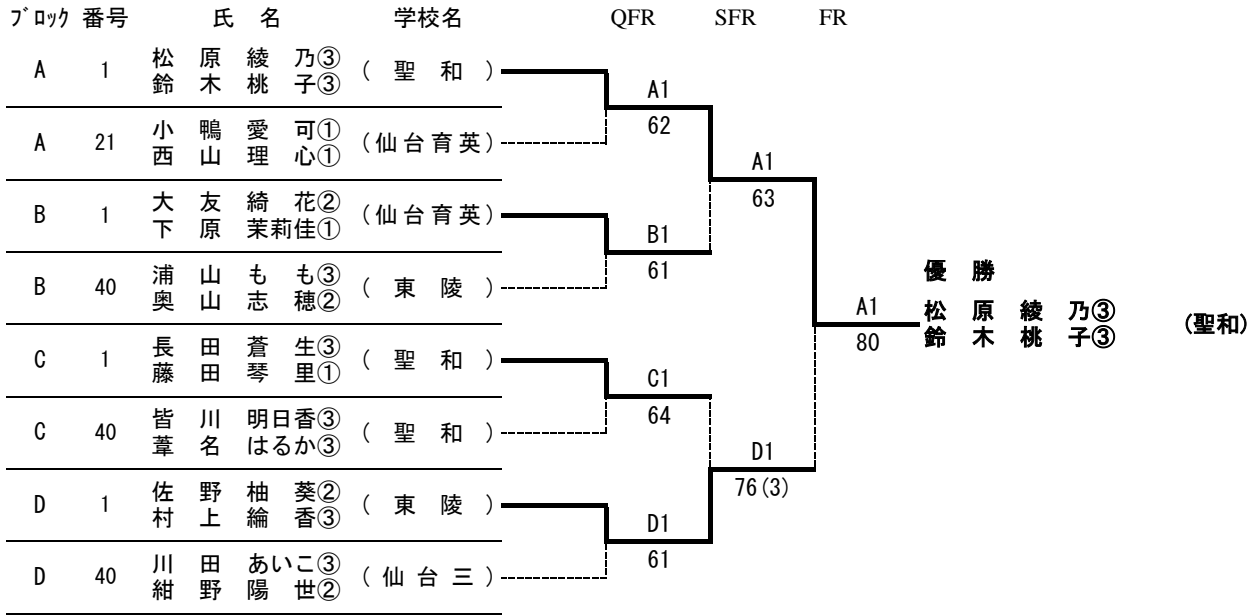 ブロック 番号 氏 名 学校名 QFR SFR FR
A 1 松 原 綾 乃③ ( 聖 和 )
鈴 木 桃 子③
A1
62
A 21 小 鴨 愛 可① (仙台育英)
西 山 理 心①
A1
63
B 1 大 友 綺 花② (仙台育英)
下 原 茉莉佳①
B1
61
B 40 浦 山 も も③ ( 東 陵 )
奥 山 志 穂②
優 勝
A1
80
松 原 綾 乃③ (聖和)
鈴 木 桃 子③
C 1 長 田 蒼 生③ ( 聖 和 )
藤 田 琴 里①
C1
64
C 40 皆 川 明日香③ ( 聖 和 )
葦 名 はるか③
D1
76(3)
D 1 佐 野 柚 葵② ( 東 陵 )
村 上 綸 香③
D1
61
D 40 川 田 あいこ③ ( 仙 台 三 )
紺 野 陽 世②